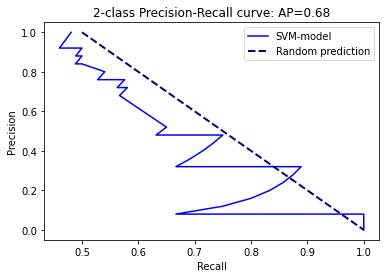 2-class Precision-Recall curve: AP=0.68
SVM-model
Random prediction
Precision
1.0
0.8
0.6
0.4
0.2
0.0
0.5
0.6
0.7
0.8
0.9
1.0
Recall